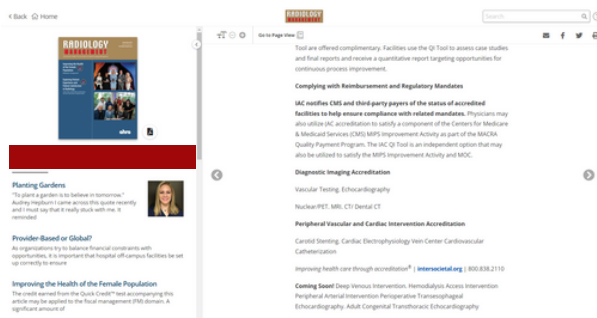 Back Home
RADIOLOGY
MANAGEMENT
Search...
Go to Page View
RADIOLOGY
MANAGEMENT
ahra
Planting Gardens
"To plant a garden is to believe in tomorrow."
Audrey Hepburn I came across this quote recently
and I must say that it really stuck with me. It
reminded
Provider-Based or Global?
As organizations try to balance financial constraints with
opportunities, it is important that hospital off-campus facilities be set
up correctly to ensure
Improving the Health of the Female Population
The credit earned from the Quick Credit™ test accompanying this
article may be applied to the fiscal management (FM) domain. A
significant amount of
Tool are offered complimentary. Facilities use the QI Tool to assess case studies
and final reports and receive a quantitative report targeting opportunities for
continuous process improvement.
Complying with Reimbursement and Regulatory Mandates
IAC notifies CMS and third-party payers of the status of accredited
facilities to help ensure compliance with related mandates. Physicians may
also utilize IAC accreditation to satisfy a component of the Centers for Medicare
& Medicaid Services (CMS) MIPS Improvement Activity as part of the MACRA
Quality Payment Program. The IAC QI Tool is an independent option that may
also be utilized to satisfy the MIPS Improvement Activity and MOC.
Diagnostic Imaging Accreditation
Vascular Testing. Echocardiography
Nuclear/PET. MRI. CT/ Dental CT
Peripheral Vascular and Cardiac Intervention Accreditation
Carotid Stenting. Cardiac Electrophysiology Vein Center Cardiovascular
Catheterization
Improving health care through accreditation® | intersocietal.org | 800.838.2110
Coming Soon! Deep Venous Intervention. Hemodialysis Access Intervention
Peripheral Arterial Intervention Perioperative Transesophageal
Echocardiography. Adult Congenital Transthoracic Echocardiography